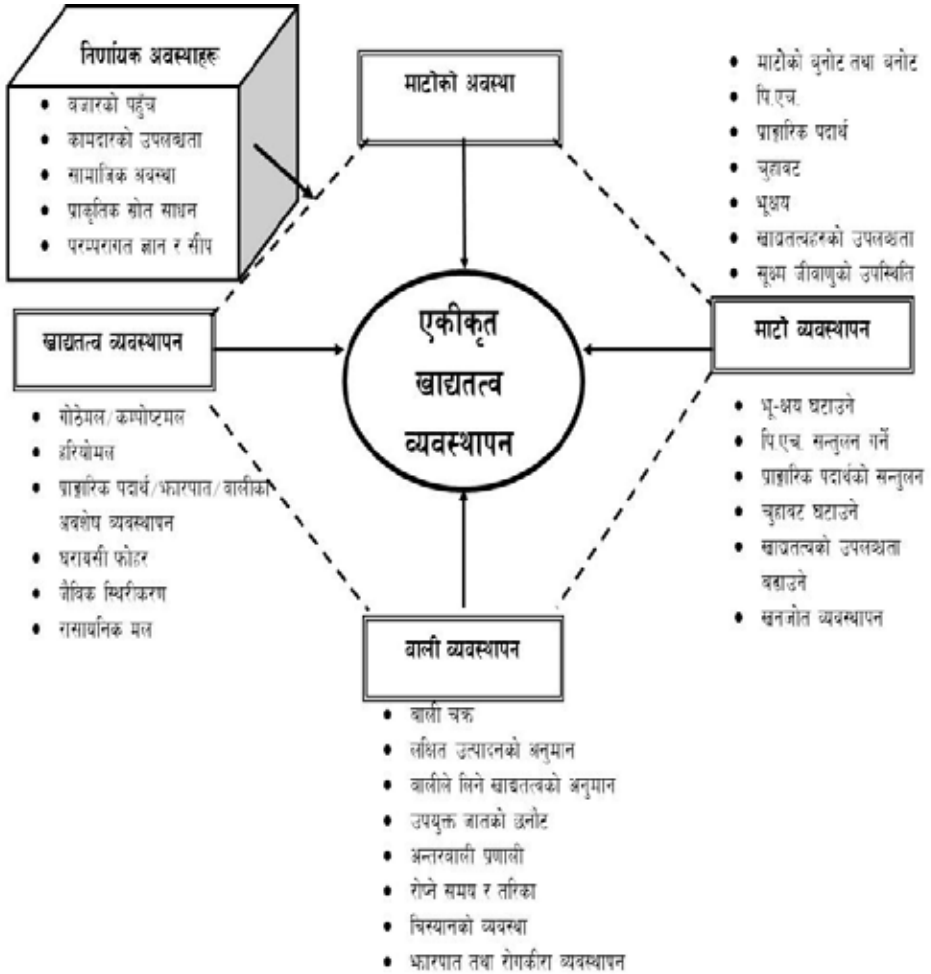 निर्णायक अवस्थाहरू
• बजारको पहुँच
• कामदारको उपलब्धता
• सामाजिक अवस्था
• प्राकृतिक स्रोत साधन
• परम्परागत ज्ञान र सीप
माटोको अवस्था
• माटोको बुनोट तथा बनोट
• पि.एच.
• प्राङ्गारिक पदार्थ
• चुहावट
• भूक्षय
• खाद्यतत्वहरुको उपलब्धता
• सूक्ष्म जीवाणुको उपस्थिति
एकीकृत
खाद्यतत्व
व्यवस्थापन
खाद्यतत्व व्यवस्थापन
• गोठेमल/कम्पोष्टमल
• हरियोमल
• प्राङ्गारिक पदार्थ/झारपात/बालीका
अवशेष व्यवस्थापन
• घरायसी फोहर
• जैविक स्थिरीकरण
• रासायनिक मल
माटो व्यवस्थापन
• भू-क्षय घटाउने
• पि.एच. सन्तुलन गर्ने
• प्राङ्गारिक पदार्थको सन्तुलन
• चुहावट घटाउने
• खाद्यतत्वको उपलब्धता
बढाउने
• खनजोत व्यवस्थापन
बाली व्यवस्थापन
• बाली चक्र
• लक्षित उत्पादनको अनुमान
• बालीले लिने खाद्यतत्वको अनुमान
• उपयुक्त जातको छनौट
• अन्तरबाली प्रणाली
• रोप्ने समय र तरिका
• चिस्यानको व्यवस्था
• झारपात तथा रोगकीरा व्यवस्थापन